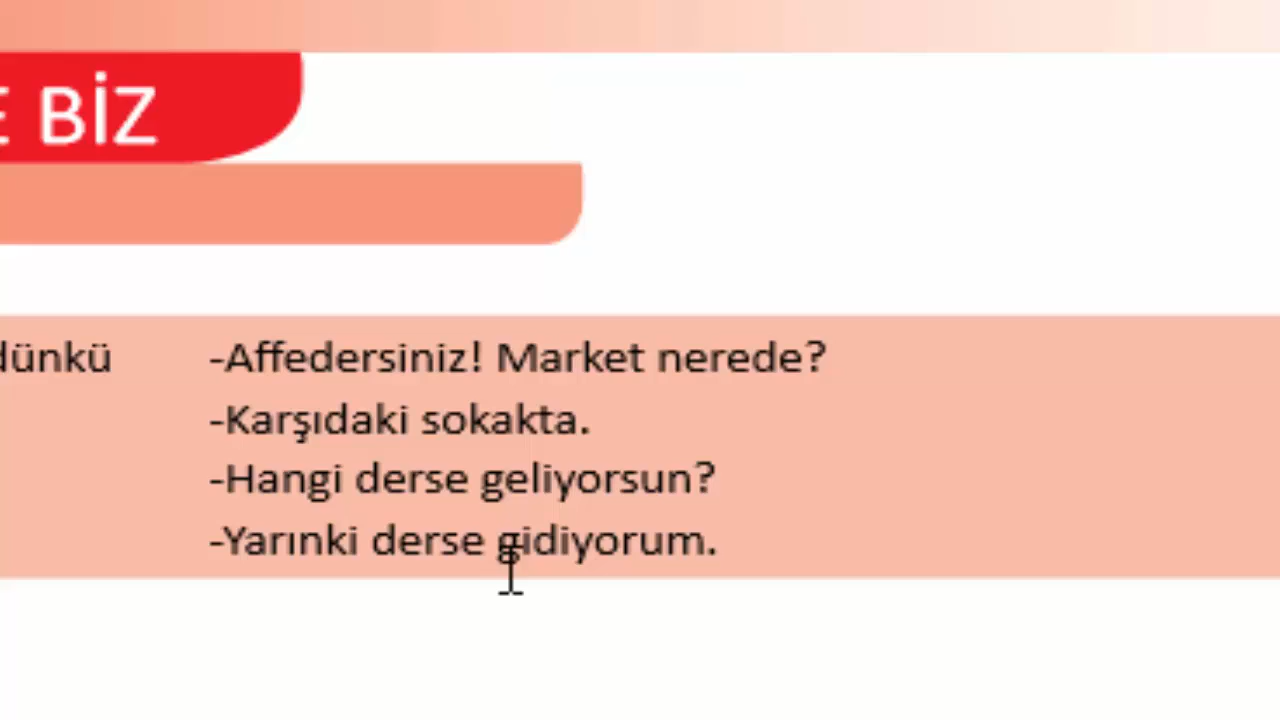 E BİZ
dünkü -Affedersiniz! Market nerede?
-Karşıdaki sokakta.
-Hangi derse geliyorsun?
-Yarınki derse gidiyorum.